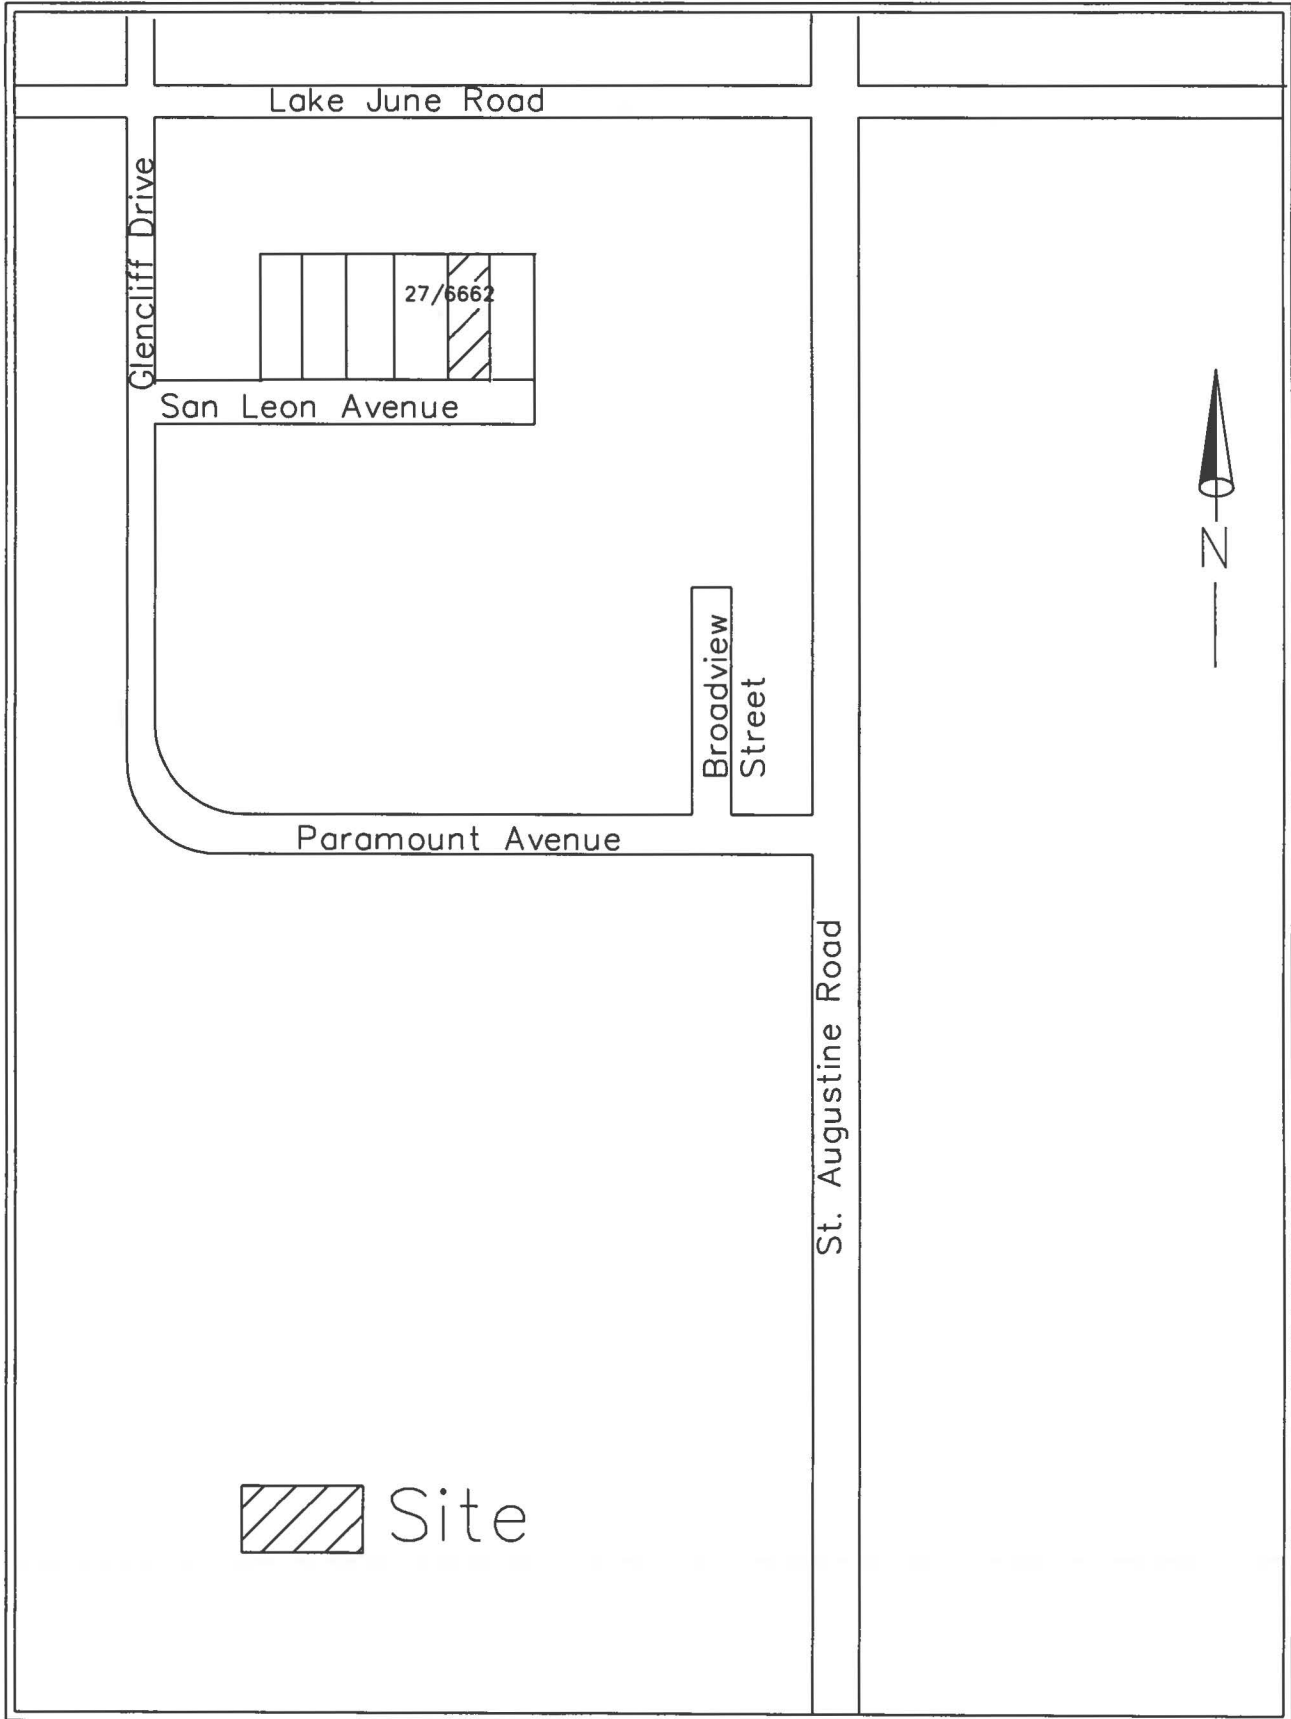 Lake June Road
Glencliff Drive
27/6662
San Leon Avenue
N
Broadview
Street
Paramount Avenue
St. Augustine Road
Site